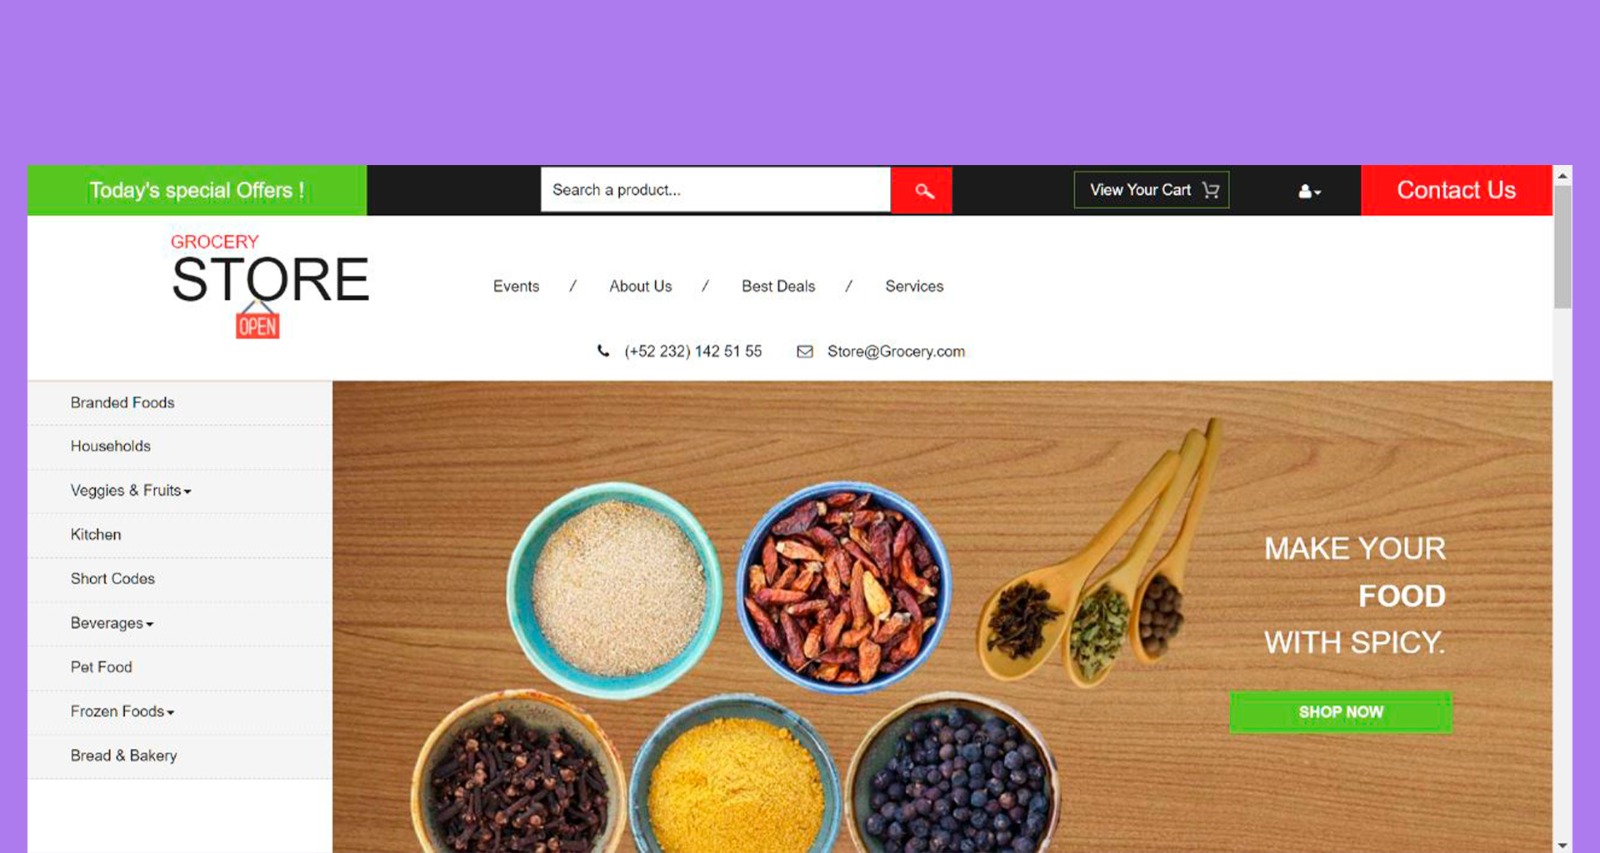 Today's special Offers !
Search a product...
View Your Cart
Contact Us
GROCERY
STORE
OPEN
Events / About Us / Best Deals / Services
(+52 232) 142 51 55 Store@Grocery.com
Branded Foods
Households
Veggies & Fruits
Kitchen
Short Codes
Beverages
Pet Food
Frozen Foods
Bread & Bakery
MAKE YOUR
FOOD
WITH SPICY.
SHOP NOW